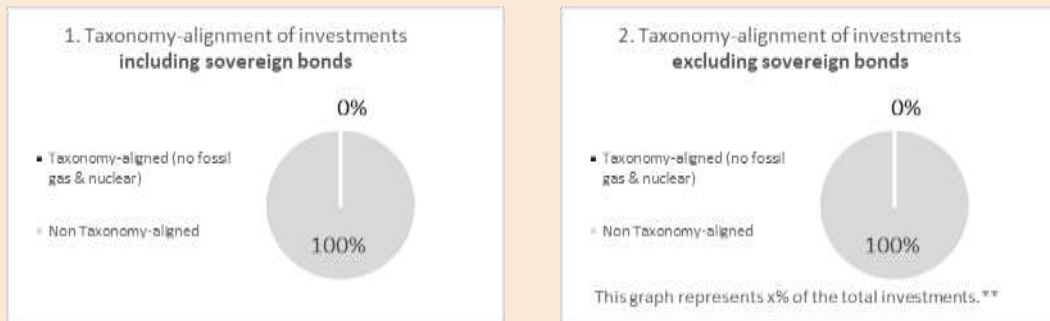 1. Taxonomy-alignment of investments
including sovereign bonds
0%
Taxonomy-aligned (no fossil
gas & nuclear)
Non Taxonomy-aligned
100%
2. Taxonomy-alignment of investments
excluding sovereign bonds
0%
Taxonomy-aligned (no fossil
gas & nuclear)
Non Taxonomy-aligned
100%
This graph represents x% of the total investments.**